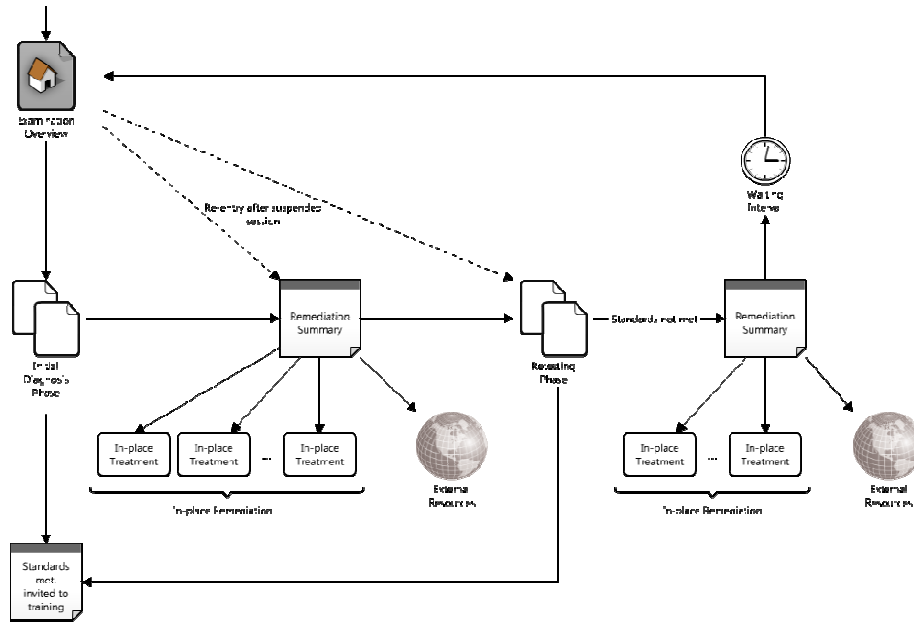 Examination
Overview
Re-entry after suspended
session
Waiting
Interval
Remediation
Summary
Standards not met
Remediation
Summary
Initial
Diagnosis
Phase
Retesting
Phase
In-place
Treatment
In-place
Treatment
...
In-place
Treatment
External
Resources
In-place Remediation
In-place
Treatment
...
In-place
Treatment
External
Resources
In-place Remediation
Standards
met
invited to
training